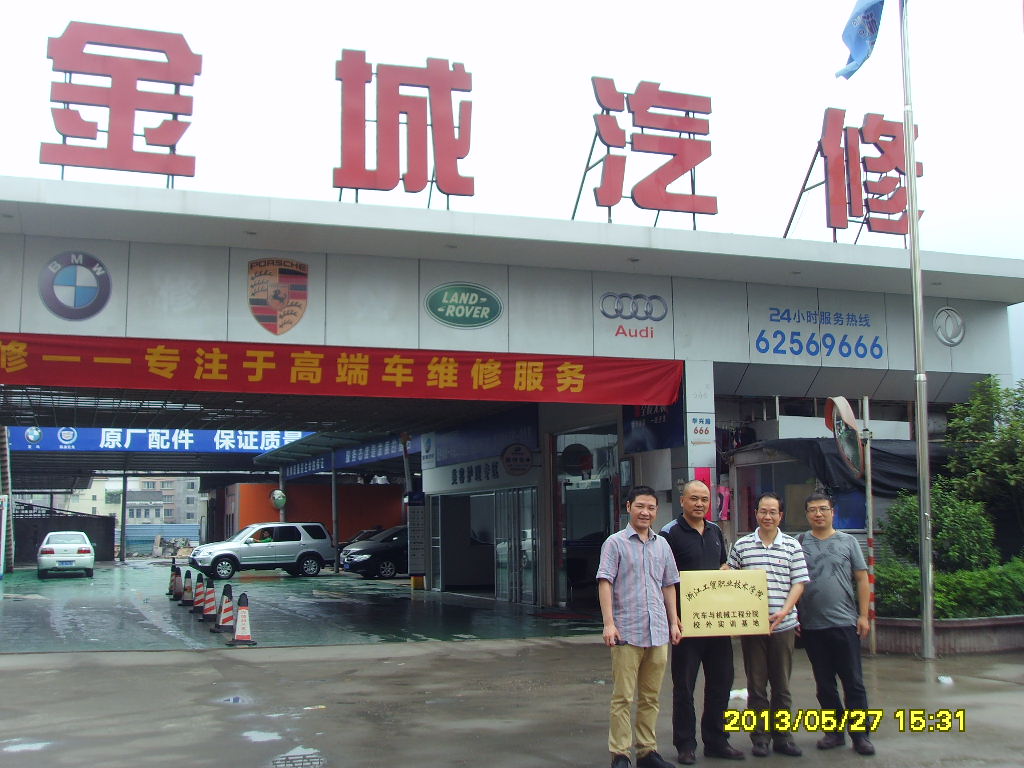 金城汽修
BMW
PORSCHE
LAND-
ROVER
Audi
24小时服务热线
62569666
修一一专注于高端车维修服务
原厂配件 保证质量
666
浙江工贸职业技术学院
汽车与机械工程分院
校外实训基地
2013/05/27 15:31